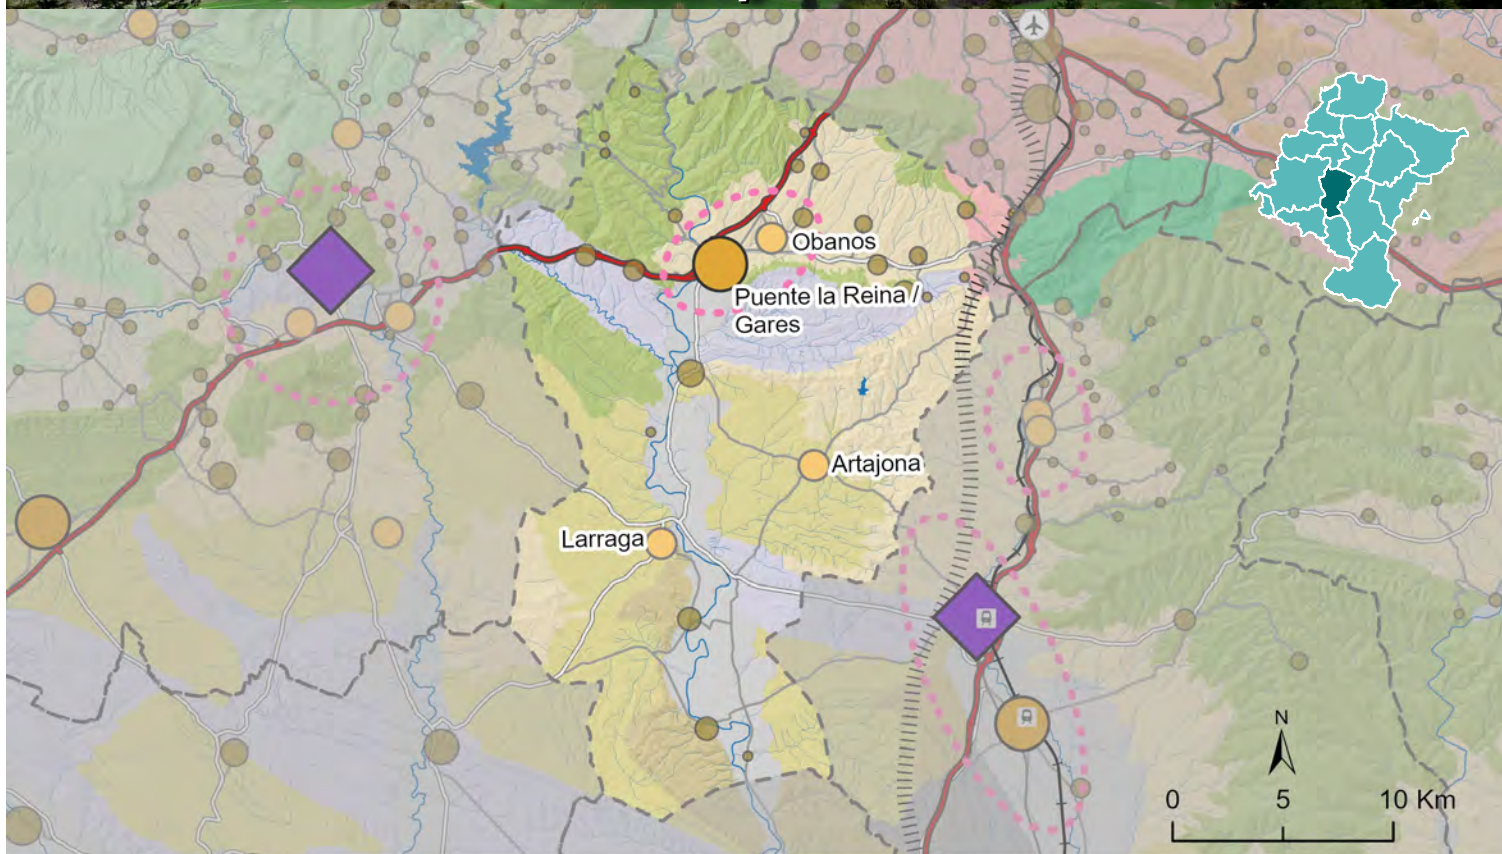 Obanos
Puente la Reina /
Gares
Artajona
Larraga
N
0 5 10 Km